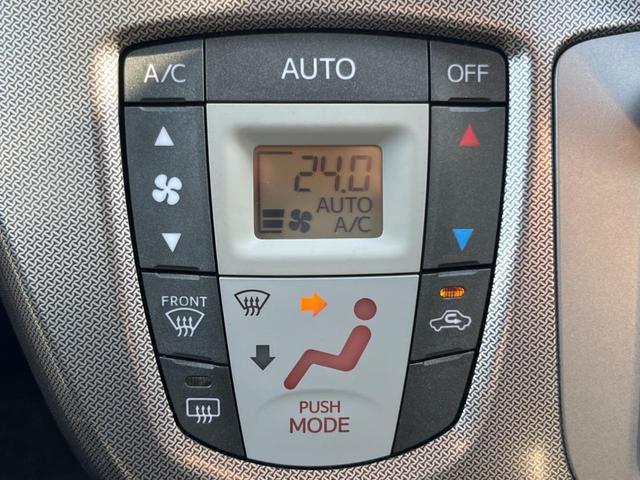 A/C AUTO OFF
24.0
AUTO
A/C
FRONT
PUSH
MODE